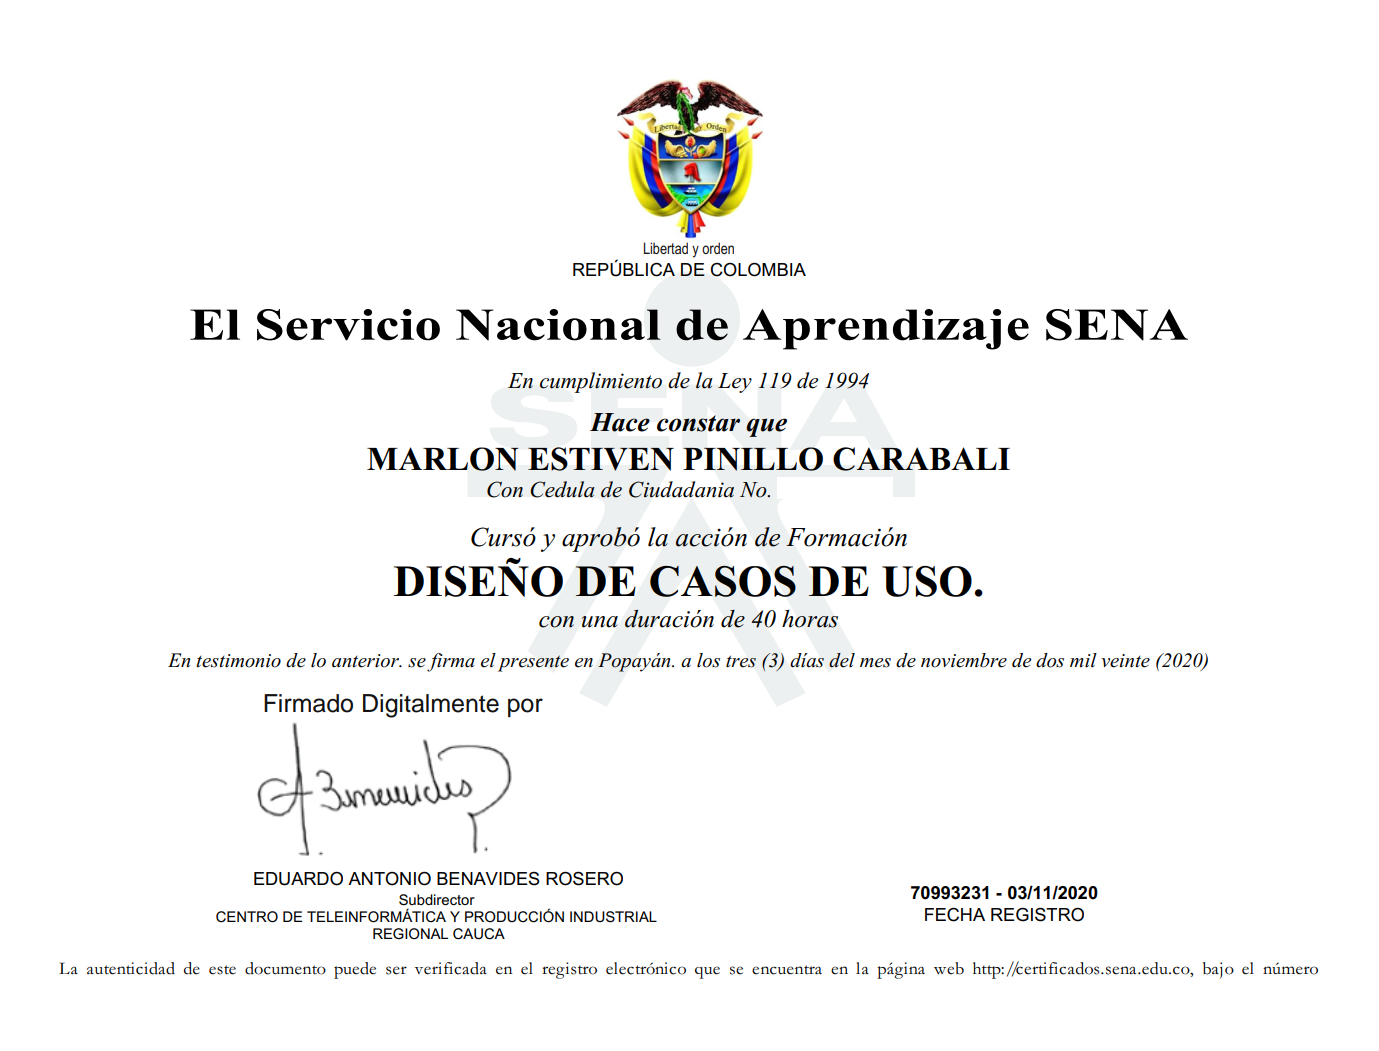 Libertad y Orden
Libertad y orden
REPÚBLICA DE COLOMBIA
El Servicio Nacional de Aprendizaje SENA
En cumplimiento de la Ley 119 de 1994
SENA
Hace constar que
MARLON ESTIVEN PINILLO CARABALI
Con Cedula de Ciudadania No.
Cursó y aprobó la acción de Formación
DISEÑO DE CASOS DE USO.
con una duración de 40 horas
En testimonio de lo anterior. se firma el presente en Popayán. a los tres (3) días del mes de noviembre de dos mil veinte (2020)
Firmado Digitalmente por
A Benavides
EDUARDO ANTONIO BENAVIDES ROSERO
Subdirector
CENTRO DE TELEINFORMÁTICA Y PRODUCCIÓN INDUSTRIAL
REGIONAL CAUCA
70993231 - 03/11/2020
FECHA REGISTRO
La autenticidad de este documento puede ser verificada en el registro electrónico que se encuentra en la página web http://certificados.sena.edu.co, bajo el número